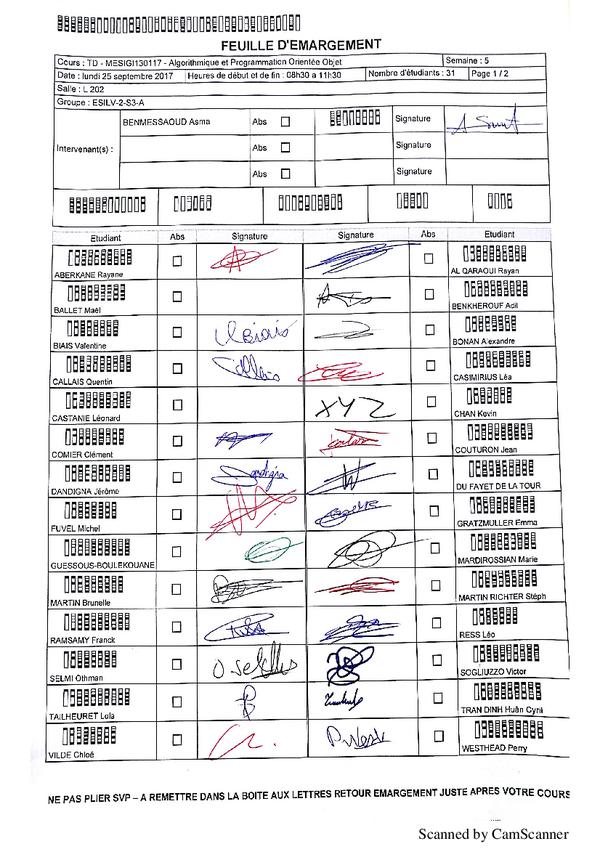 FEUILLE D'EMARGEMENT
Cours : TD - MESIGI130117 - Algorithmique et Programmation Orientée Objet Semaine : 5
Date : lundi 25 septembre 2017 Heures de début et de fin : 08h30 à 11h30 Nombre d'étudiants : 31 Page 1 / 2
Salle : L 202
Groupe : ESILV-2-S3-A
Intervenant(s) : BENMESSAOUD Asma Abs Signature
Abs Signature
Abs Signature
Etudiant Abs Signature Signature Abs Etudiant
ABERKANE Rayane AL QARAOUI Rayan
BALLET Maël BENKHEROUF Acil
BIAIS Valentine BONAN Alexandre
CALLAIS Quentin CASIMIRIUS Léa
CASTANIE Léonard XYZ CHAN Kevin
COMIER Clément COUTURON Jean
DANDIGNA Jérôme Dandigna DU FAYET DE LA TOUR
FUVEL Michel GRATZMULLER Emma
GUESSOUS-BOULEKOUANE MARDIROSSIAN Marie
MARTIN Brunelle MARTIN RICHTER Stéph
RAMSAMY Franck RESS Léo
SELMI Othman SOGLIUZZO Victor
TAILHEURET Lola TRAN DINH Huân Cyril
VILDE Chloé WESTHEAD Perry
NE PAS PLIER SVP – A REMETTRE DANS LA BOITE AUX LETTRES RETOUR EMARGEMENT JUSTE APRES VOTRE COURS
Scanned by CamScanner